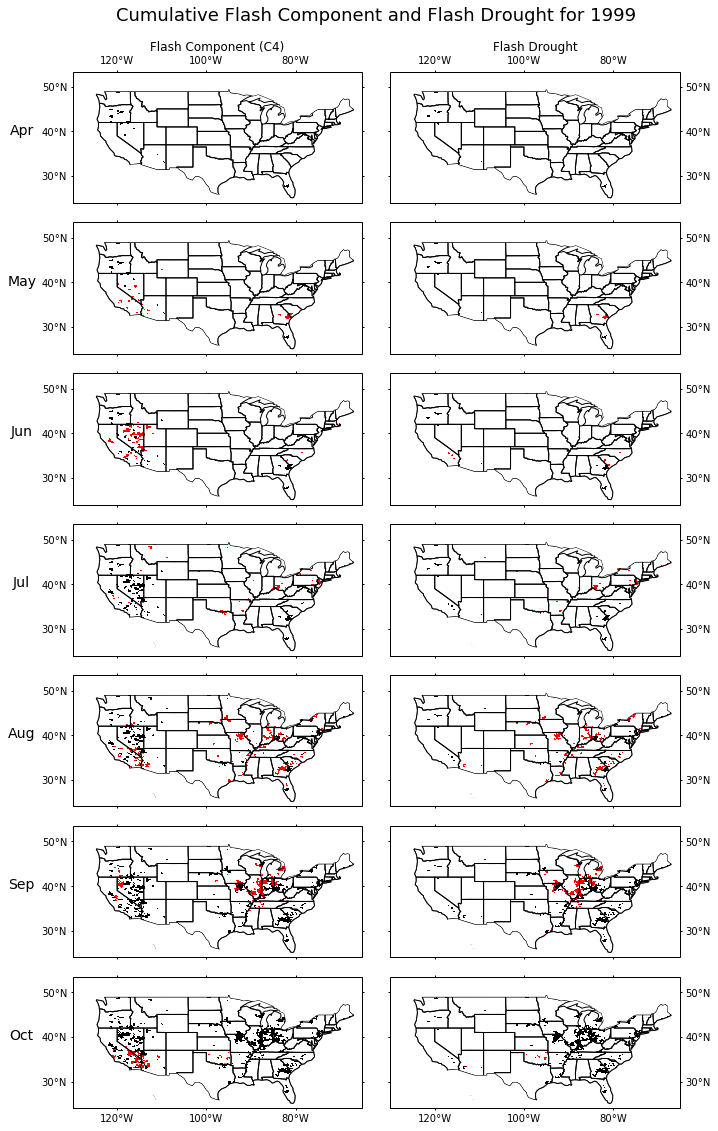 Cumulative Flash Component and Flash Drought for 1999
Flash Component (C4) Flash Drought
120°W 100°W 80°W 120°W 100°W 80°W
50°N 50°N
Apr 40°N 40°N
30°N 30°N
50°N 50°N
May 40°N 40°N
30°N 30°N
50°N 50°N
Jun 40°N 40°N
30°N 30°N
50°N 50°N
Jul 40°N 40°N
30°N 30°N
50°N 50°N
Aug 40°N 40°N
30°N 30°N
50°N 50°N
Sep 40°N 40°N
30°N 30°N
50°N 50°N
Oct 40°N 40°N
30°N 30°N
120°W 100°W 80°W 120°W 100°W 80°W